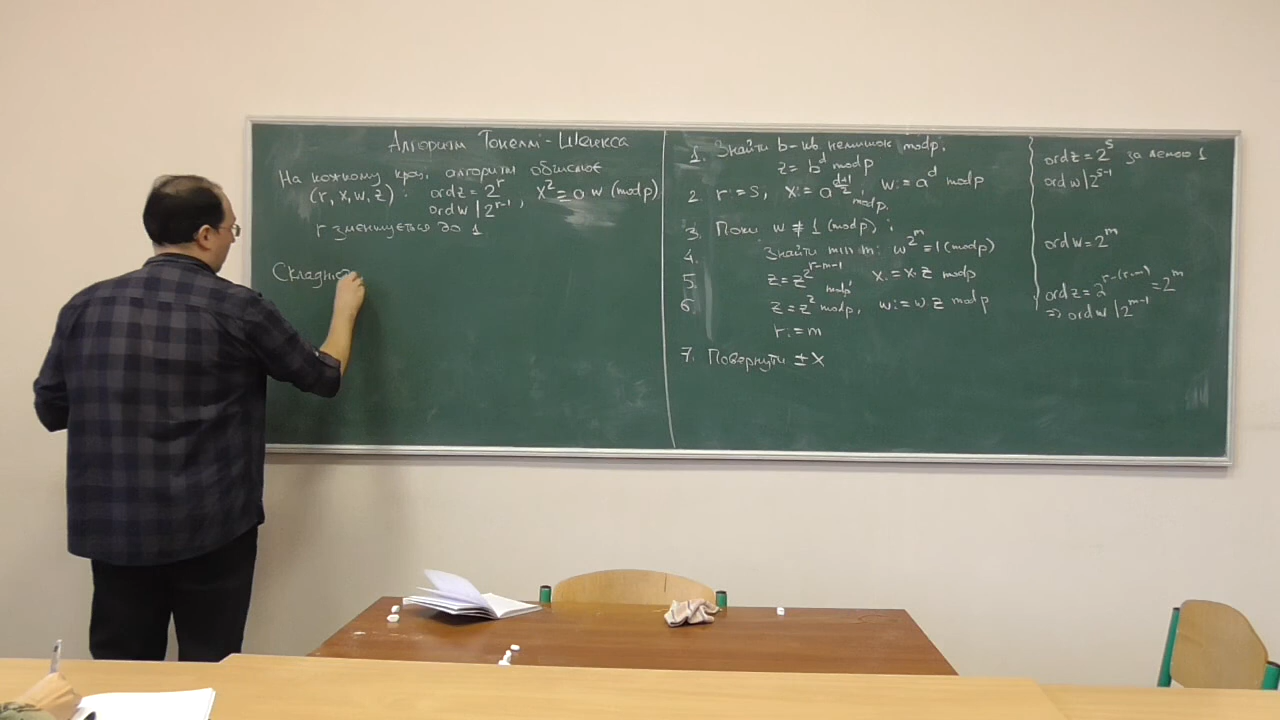 Алгоритм Тонеллі-Шенкса
На кожному кроці алгоритм обчислює
(r, x, w, z) : ord z = 2^r
ord w | 2^{r-1}, x² ≡ a w (mod p)
r зменшується до 1
Складніс
1. Знайти b - кв. нелишок mod p;
z = b^d mod p
2. r := s, x := a^{(d+1)/2} mod p, w := a^d mod p
3. Поки w ≢ 1 (mod p) :
4. Знайти min m: w^{2^m} ≡ 1 (mod p)
5. z = z^{2^{r-m-1}} mod p, x = x·z mod p
6. z = z² mod p, w := w·z mod p
r := m
7. Повернути ± x
ord z = 2^s за лемою 1
ord w | 2^{s-1}
ord w = 2^m
ord z = 2^{r-(r-m)} = 2^m
⇒ ord w | 2^{m-1}